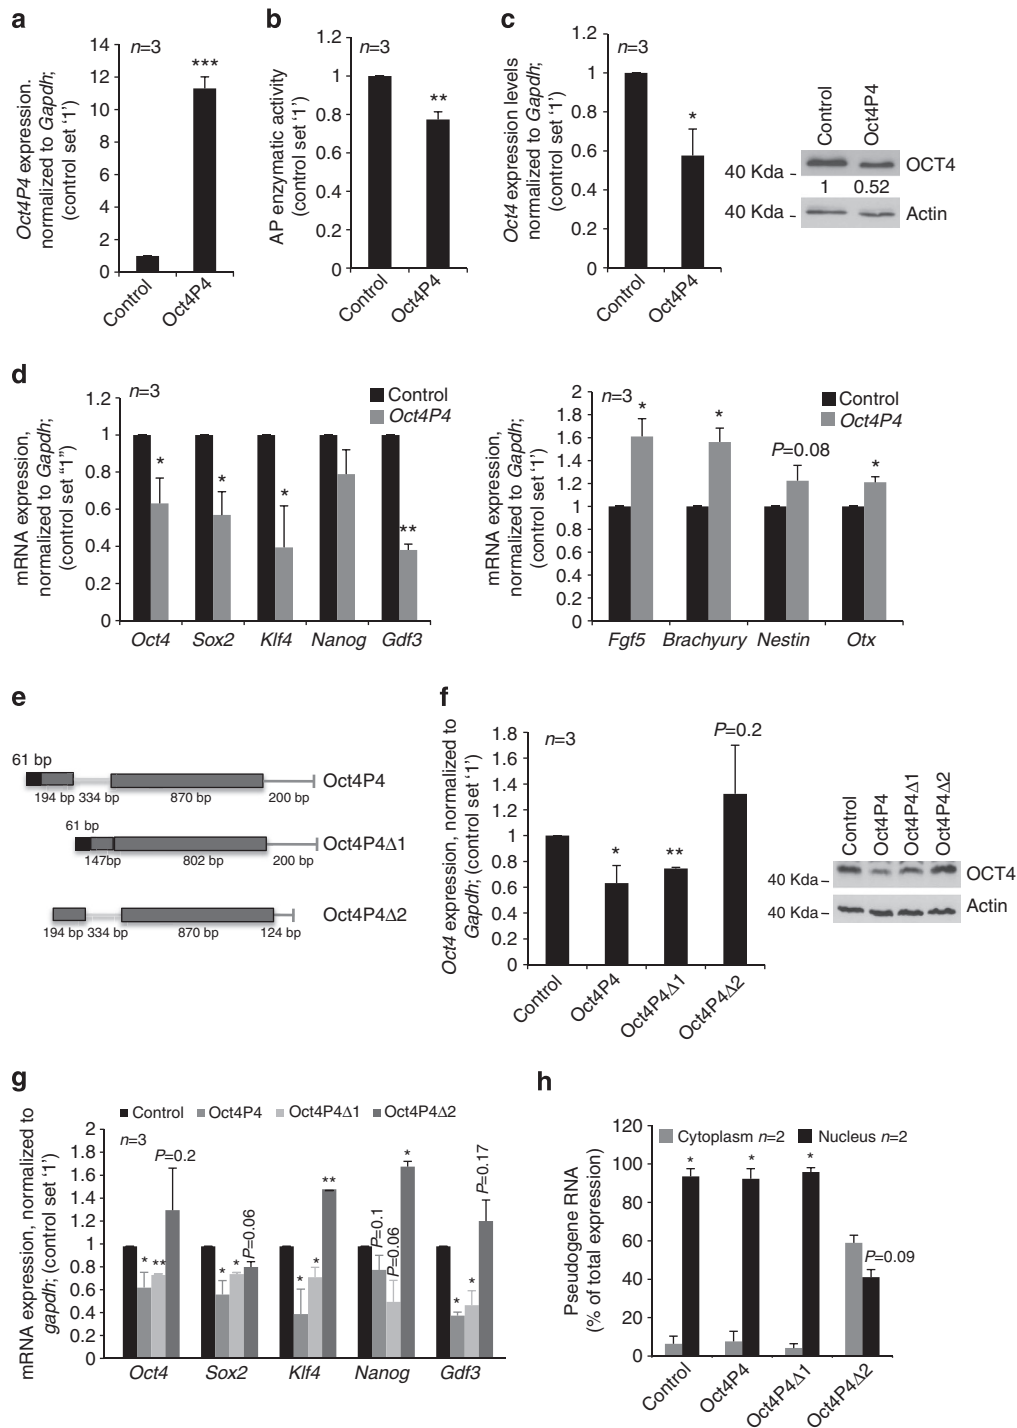 a
Oct4P4 expression.
normalized to Gapdh;
(control set ‘1’)
14
12
10
8
6
4
2
0
n=3
***
Control
Oct4P4
b
AP enzymatic activity
(control set ‘1’)
1.2
1
0.8
0.6
0.4
0.2
0
n=3
**
Control
Oct4P4
c
Oct4 expression levels
normalized to Gapdh;
(control set ‘1’)
1.2
1
0.8
0.6
0.4
0.2
0
n=3
*
Control
Oct4P4
Control
Oct4P4
40 Kda
OCT4
1 0.52
40 Kda
Actin
d
mRNA expression,
normalized to Gapdh;
(control set “1”)
n=3
Control
Oct4P4
1.2
1
0.8
0.6
0.4
0.2
0
* * * **
Oct4 Sox2 Klf4 Nanog Gdf3
mRNA expression,
normalized to Gapdh;
(control set ‘1’)
n=3
Control
Oct4P4
2
1.8
1.6
1.4
1.2
1
0.8
0.6
0.4
0.2
0
* * P=0.08 *
Fgf5 Brachyury Nestin Otx
e
61 bp
Oct4P4
194 bp 334 bp 870 bp 200 bp
61 bp
Oct4P4Δ1
147bp 802 bp 200 bp
Oct4P4Δ2
194 bp 334 bp 870 bp 124 bp
f
Oct4 expression, normalized to
Gapdh; (control set ‘1’)
1.8
1.6
1.4
1.2
1
0.8
0.6
0.4
0.2
0
n=3
* ** P=0.2
Control
Oct4P4
Oct4P4Δ1
Oct4P4Δ2
Control
Oct4P4
Oct4P4Δ1
Oct4P4Δ2
40 Kda
OCT4
40 Kda
Actin
g
mRNA expression, normalized to
gapdh; (control set ‘1’)
Control Oct4P4 Oct4P4Δ1 Oct4P4Δ2
n=3
2
1.8
1.6
1.4
1.2
1
0.8
0.6
0.4
0.2
0
* ** P=0.2
* * P=0.06
* * **
P=0.1 P=0.06 *
* * P=0.17
Oct4 Sox2 Klf4 Nanog Gdf3
h
Pseudogene RNA
(% of total expression)
Cytoplasm n=2 Nucleus n=2
120
100
80
60
40
20
0
* * * P=0.09
Control
Oct4P4
Oct4P4Δ1
Oct4P4Δ2